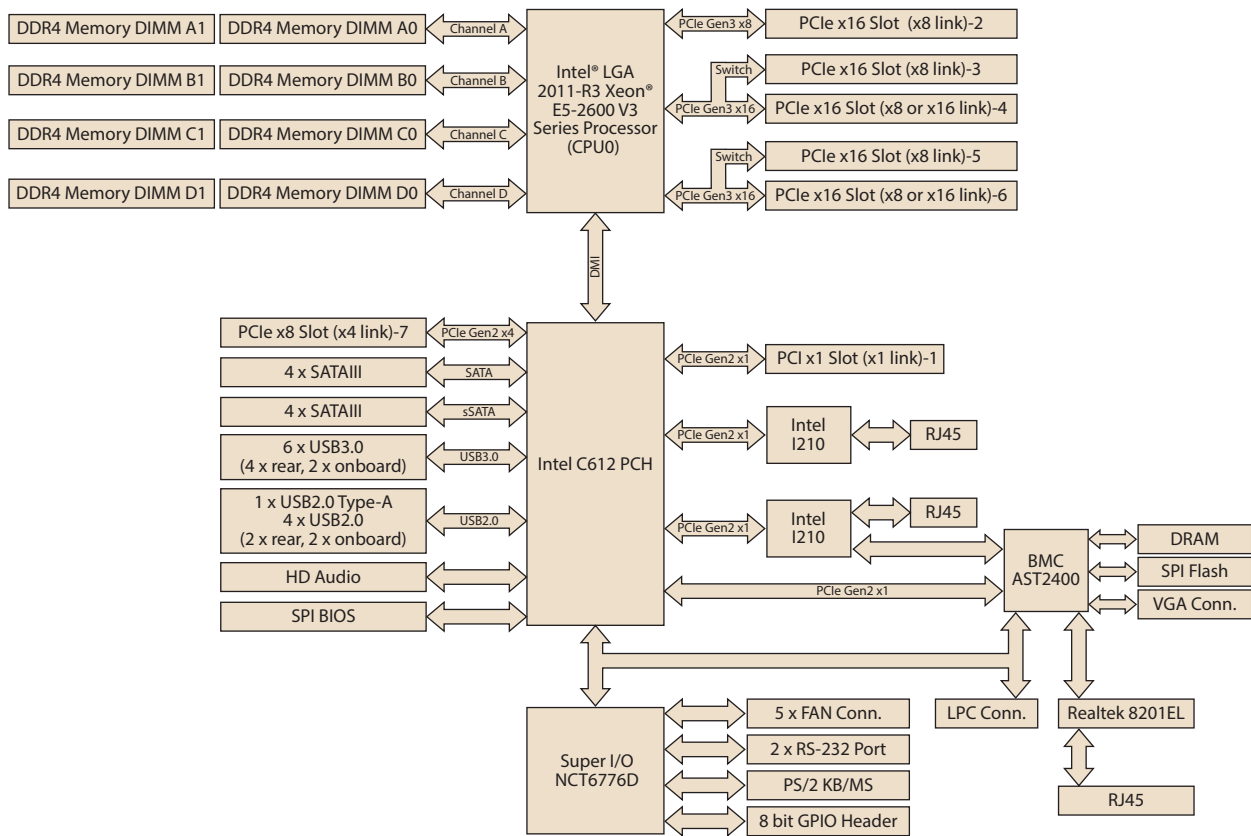 DDR4 Memory DIMM A1
DDR4 Memory DIMM A0
Channel A
DDR4 Memory DIMM B1
DDR4 Memory DIMM B0
Channel B
DDR4 Memory DIMM C1
DDR4 Memory DIMM C0
Channel C
DDR4 Memory DIMM D1
DDR4 Memory DIMM D0
Channel D
Intel® LGA
2011-R3 Xeon®
E5-2600 V3
Series Processor
(CPU0)
PCIe Gen3 x8
PCIe x16 Slot (x8 link)-2
Switch
PCIe x16 Slot (x8 link)-3
PCIe Gen3 x16
PCIe x16 Slot (x8 or x16 link)-4
Switch
PCIe x16 Slot (x8 link)-5
PCIe Gen3 x16
PCIe x16 Slot (x8 or x16 link)-6
DMI
PCIe x8 Slot (x4 link)-7
PCIe Gen2 x4
4 x SATAIII
SATA
4 x SATAIII
sSATA
6 x USB3.0
(4 x rear, 2 x onboard)
USB3.0
1 x USB2.0 Type-A
4 x USB2.0
(2 x rear, 2 x onboard)
USB2.0
HD Audio
SPI BIOS
Intel C612 PCH
PCIe Gen2 x1
PCI x1 Slot (x1 link)-1
PCIe Gen2 x1
Intel
I210
RJ45
PCIe Gen2 x1
Intel
I210
RJ45
PCIe Gen2 x1
BMC
AST2400
DRAM
SPI Flash
VGA Conn.
Super I/O
NCT6776D
5 x FAN Conn.
2 x RS-232 Port
PS/2 KB/MS
8 bit GPIO Header
LPC Conn.
Realtek 8201EL
RJ45